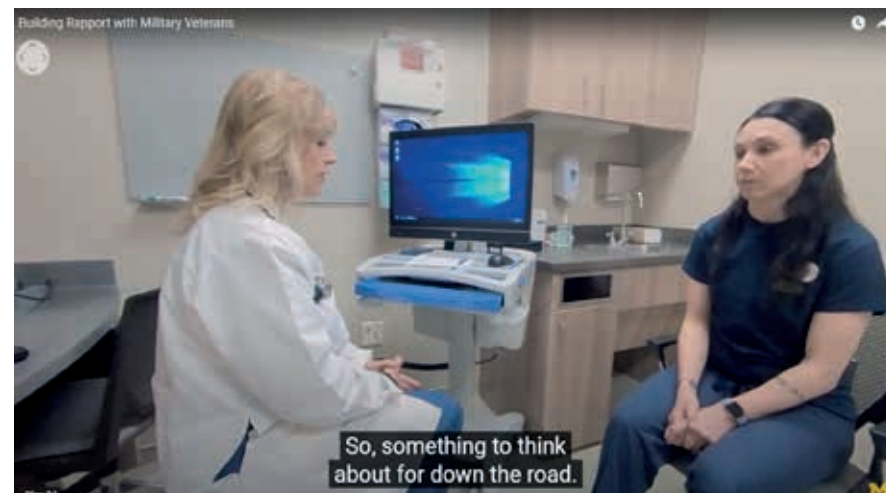 Building Rapport with Military Veterans
So, something to think
about for down the road.